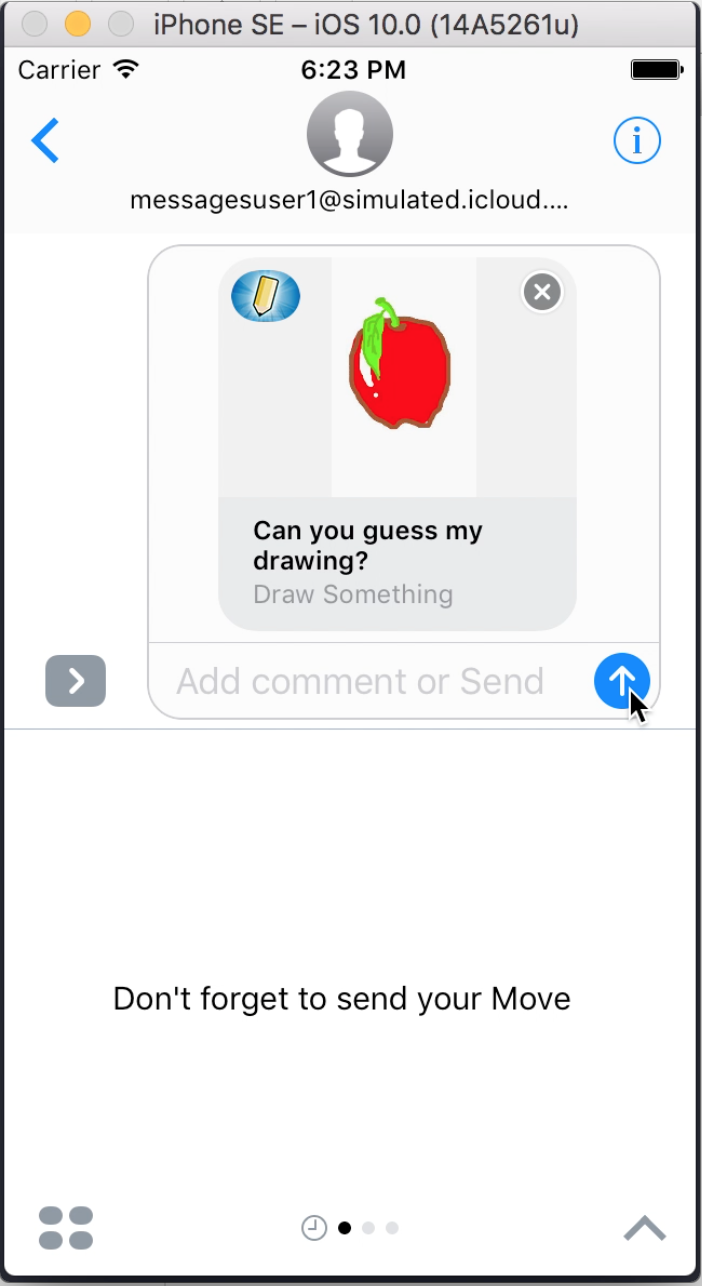 iPhone SE – iOS 10.0 (14A5261u)
Carrier 6:23 PM
messagesuser1@simulated.icloud....
Can you guess my
drawing?
Draw Something
Add comment or Send
Don't forget to send your Move